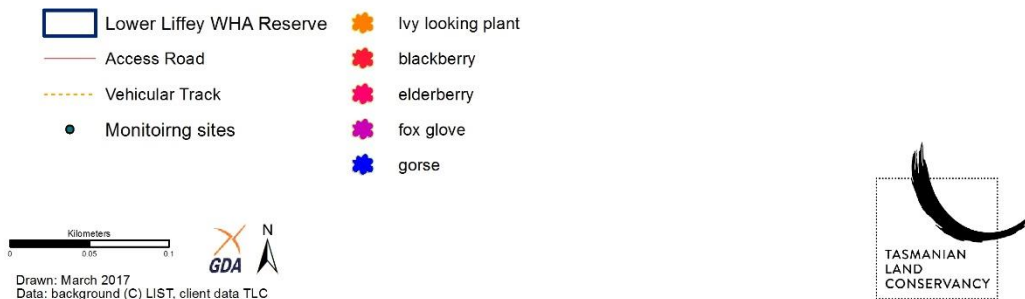 Lower Liffey WHA Reserve
Access Road
Vehicular Track
Monitoirng sites
Ivy looking plant
blackberry
elderberry
fox glove
gorse
Kilometers
0 0.05 0.1
GDA
N
Drawn: March 2017
Data: background (C) LIST, client data TLC
TASMANIAN
LAND
CONSERVANCY